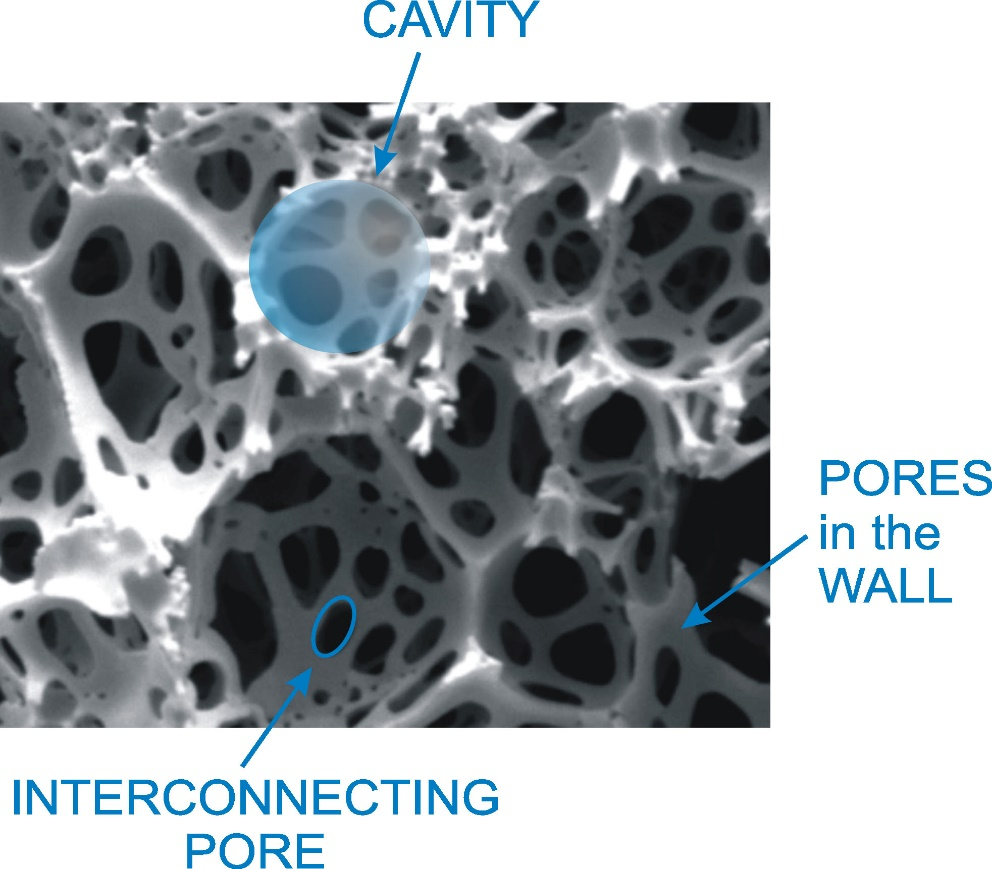 CAVITY
PORES
in the
WALL
INTERCONNECTING
PORE